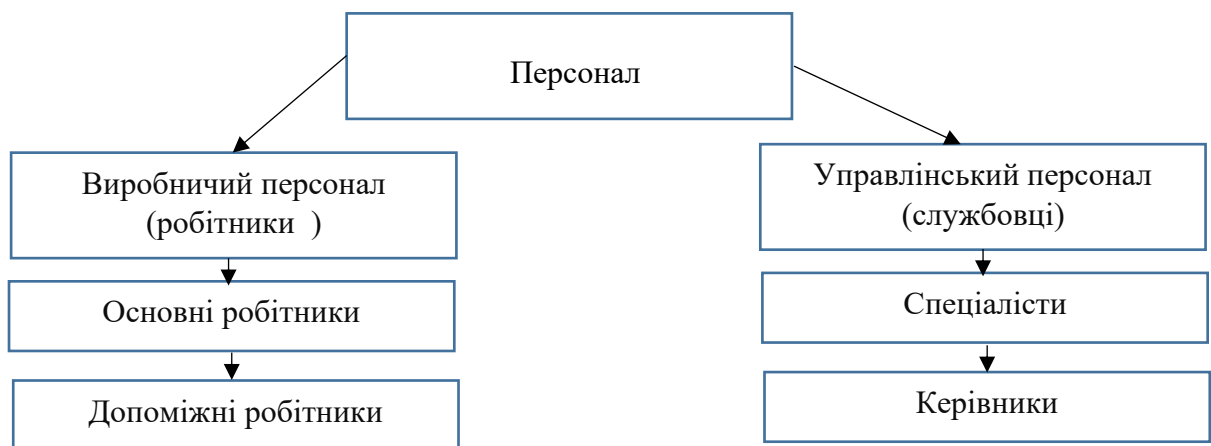 Персонал
Виробничий персонал
(робітники  )
Основні робітники
Допоміжні робітники
Управлінський персонал
(службовці)
Спеціалісти
Керівники